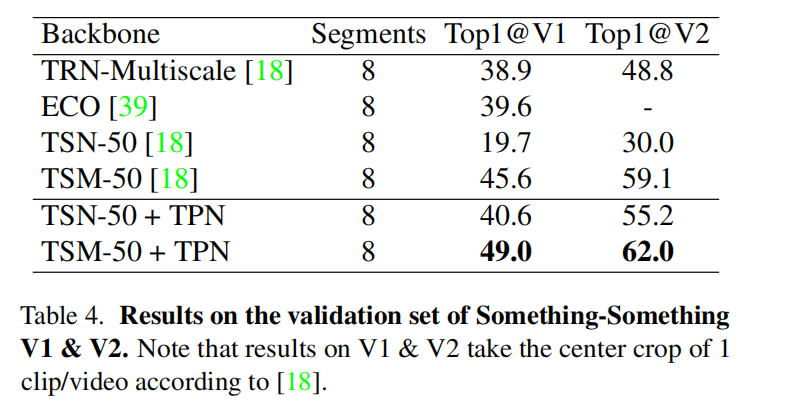 Backbone Segments Top1@V1 Top1@V2
TRN-Multiscale [18] 8 38.9 48.8
ECO [39] 8 39.6 -
TSN-50 [18] 8 19.7 30.0
TSM-50 [18] 8 45.6 59.1
TSN-50 + TPN 8 40.6 55.2
TSM-50 + TPN 8 49.0 62.0
Table 4. Results on the validation set of Something-Something
V1 & V2. Note that results on V1 & V2 take the center crop of 1
clip/video according to [18].